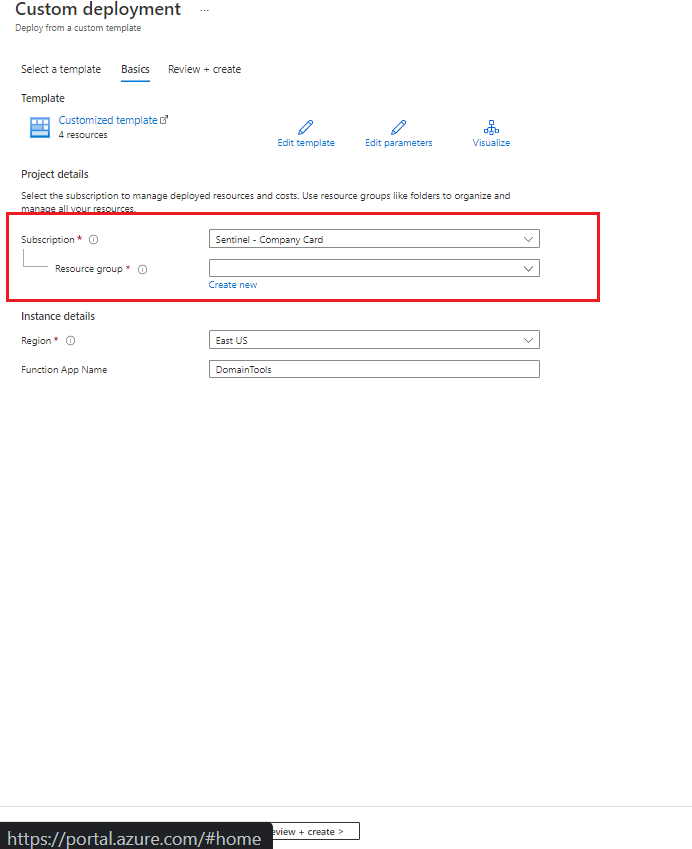 Custom deployment ...
Deploy from a custom template
Select a template Basics Review + create
Template
Customized template
4 resources
Edit template Edit parameters Visualize
Project details
Select the subscription to manage deployed resources and costs. Use resource groups like folders to organize and
manage all your resources.
Subscription * Sentinel - Company Card
Resource group *
Create new
Instance details
Region * East US
Function App Name DomainTools
https://portal.azure.com/#home
+ create >